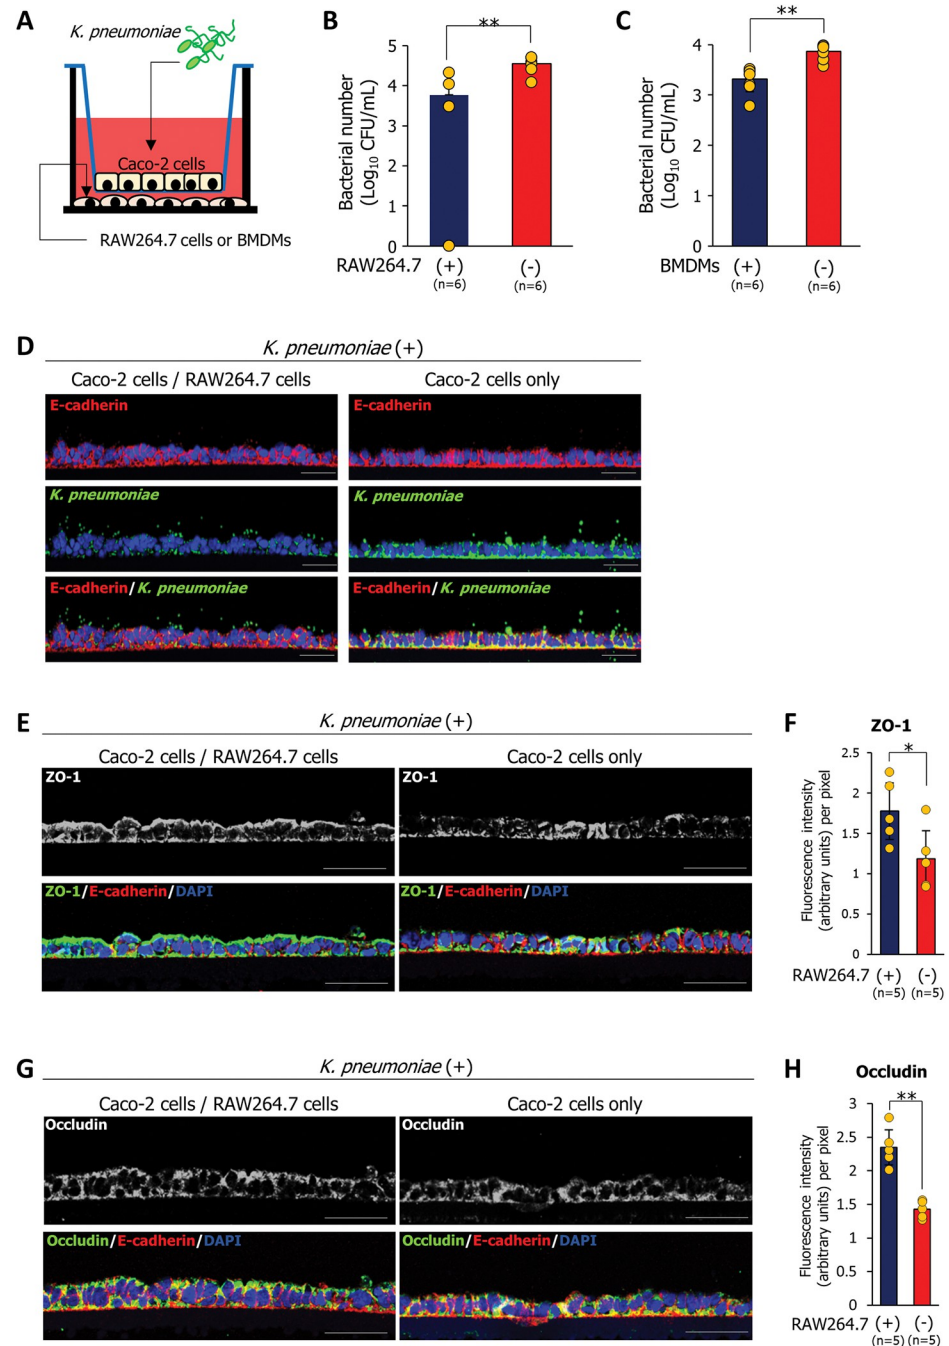 A
K. pneumoniae
Caco-2 cells
RAW264.7 cells or BMDMs
B
**
Bacterial number
(Log10 CFU/mL)
5
4
3
2
1
0
RAW264.7 (+) (-)
(n=6) (n=6)
C
**
Bacterial number
(Log10 CFU/mL)
4
3
2
1
0
BMDMs (+) (-)
(n=6) (n=6)
D
K. pneumoniae (+)
Caco-2 cells / RAW264.7 cells
Caco-2 cells only
E-cadherin
E-cadherin
K. pneumoniae
K. pneumoniae
E-cadherin/K. pneumoniae
E-cadherin/K. pneumoniae
E
K. pneumoniae (+)
Caco-2 cells / RAW264.7 cells
Caco-2 cells only
ZO-1
ZO-1
ZO-1/E-cadherin/DAPI
ZO-1/E-cadherin/DAPI
F
ZO-1
*
Fluorescence intensity
(arbitrary units) per pixel
2.5
2
1.5
1
0.5
0
RAW264.7 (+) (-)
(n=5) (n=5)
G
K. pneumoniae (+)
Caco-2 cells / RAW264.7 cells
Caco-2 cells only
Occludin
Occludin
Occludin/E-cadherin/DAPI
Occludin/E-cadherin/DAPI
H
Occludin
**
Fluorescence intensity
(arbitrary units) per pixel
3
2.5
2
1.5
1
0.5
0
RAW264.7 (+) (-)
(n=5) (n=5)